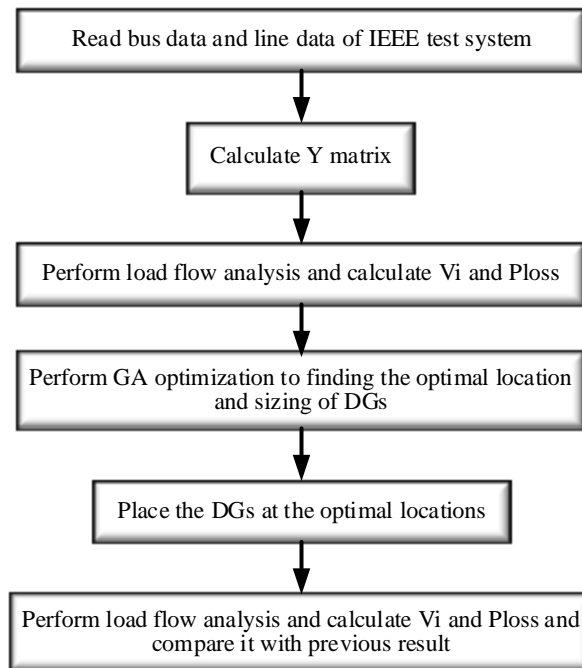 Read bus data and line data of IEEE test system
Calculate Y matrix
Perform load flow analysis and calculate Vi and Ploss
Perform GA optimization to finding the optimal location
and sizing of DGs
Place the DGs at the optimal locations
Perform load flow analysis and calculate Vi and Ploss and
compare it with previous result